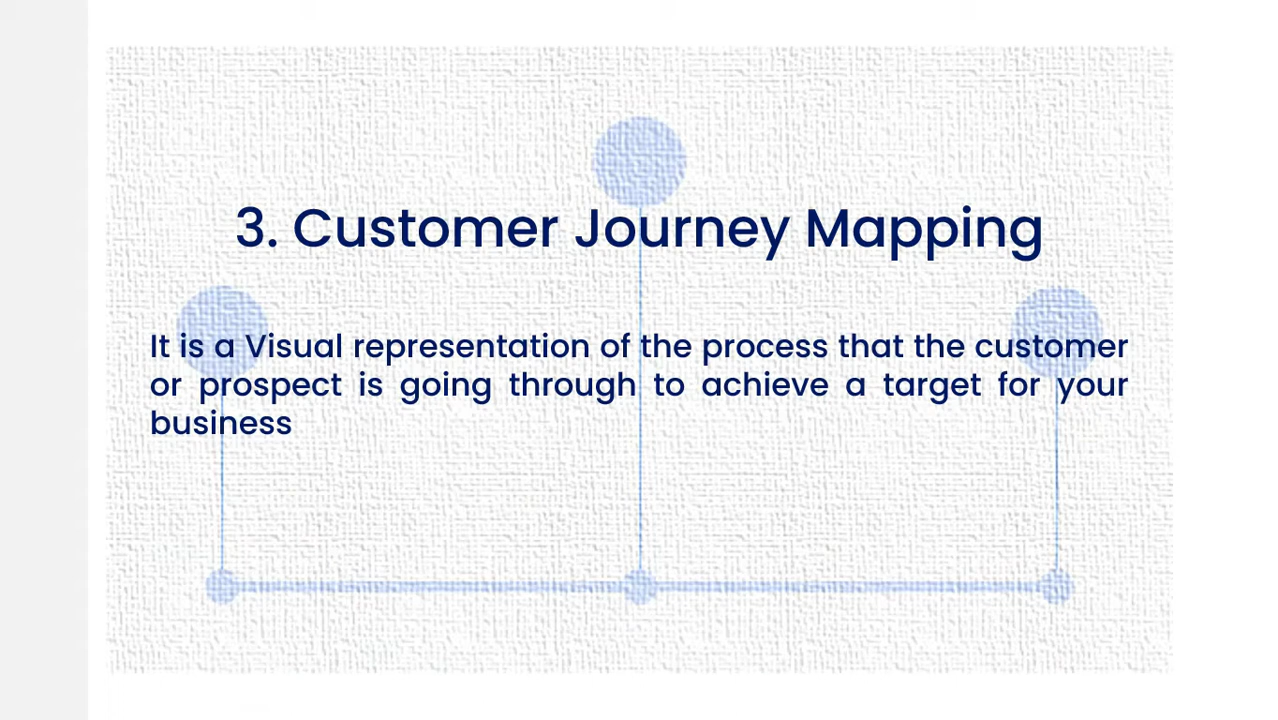 3. Customer Journey Mapping
It is a Visual representation of the process that the customer
or prospect is going through to achieve a target for your
business